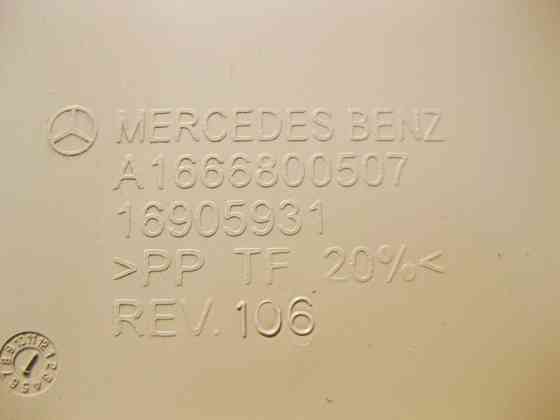 MERCEDES BENZ
A1666800507
16905931
>PP TF 20%<
REV. 106